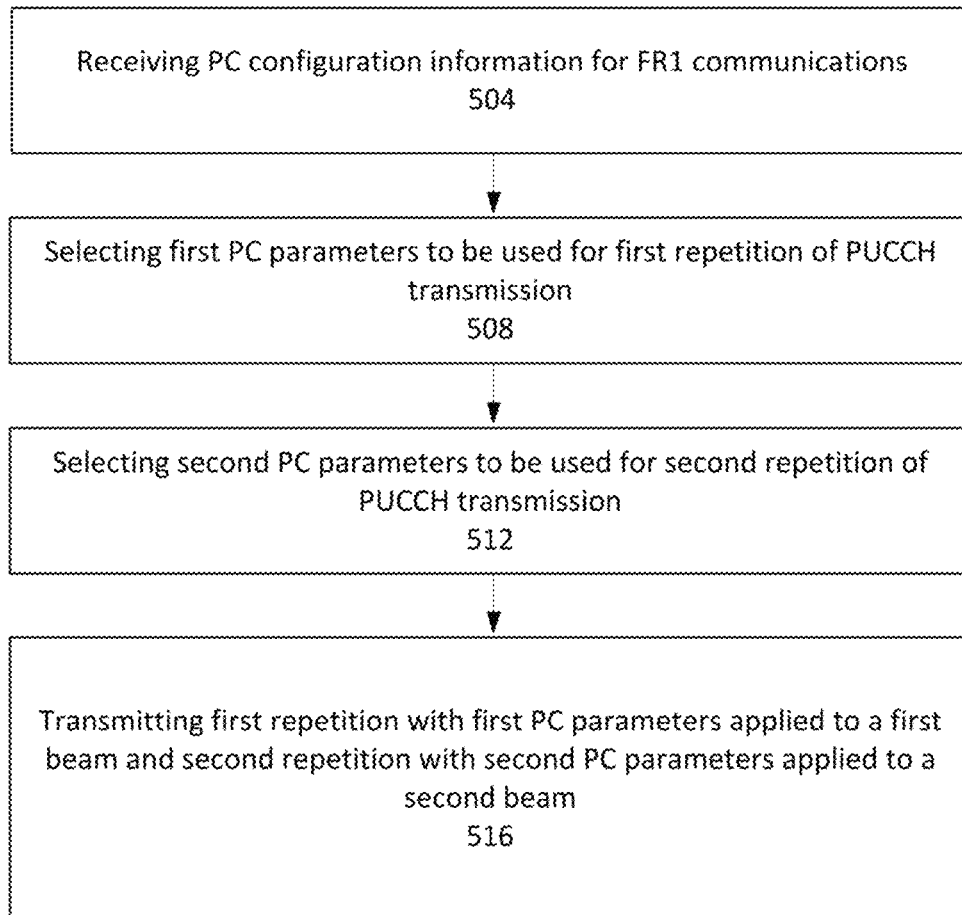 Receiving PC configuration information for FR1 communications
504
Selecting first PC parameters to be used for first repetition of PUCCH
transmission
508
Selecting second PC parameters to be used for second repetition of
PUCCH transmission
512
Transmitting first repetition with first PC parameters applied to a first
beam and second repetition with second PC parameters applied to a
second beam
516